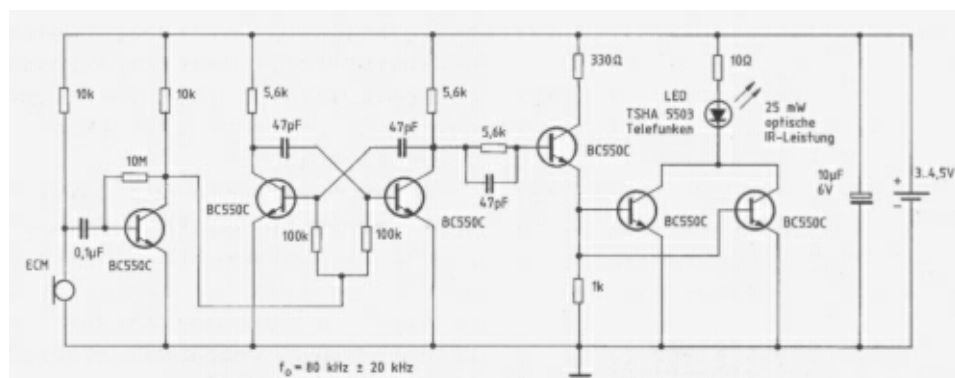 10k
10k
5,6k
5,6k
330Ω
10Ω
LED
TSHA 5503
Telefunken
25 mW
optische
IR-Leistung
47pF
47pF
5,6k
47pF
BC550C
10M
0,1µF
BC550C
BC550C
100k
100k
BC550C
BC550C
BC550C
10µF
6V
+
−
3..4,5V
ECM
1k
f₀ = 80 kHz ± 20 kHz